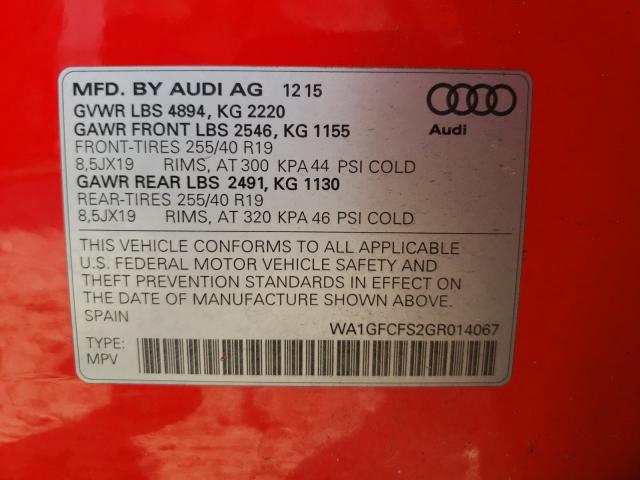 MFD. BY AUDI AG 12 15
GVWR LBS 4894, KG 2220
GAWR FRONT LBS 2546, KG 1155
FRONT-TIRES 255/40 R19
8,5JX19 RIMS, AT 300 KPA 44 PSI COLD
GAWR REAR LBS 2491, KG 1130
REAR-TIRES 255/40 R19
8,5JX19 RIMS, AT 320 KPA 46 PSI COLD
Audi
THIS VEHICLE CONFORMS TO ALL APPLICABLE
U.S. FEDERAL MOTOR VEHICLE SAFETY AND
THEFT PREVENTION STANDARDS IN EFFECT ON
THE DATE OF MANUFACTURE SHOWN ABOVE.
SPAIN
WA1GFCFS2GR014067
TYPE:
MPV